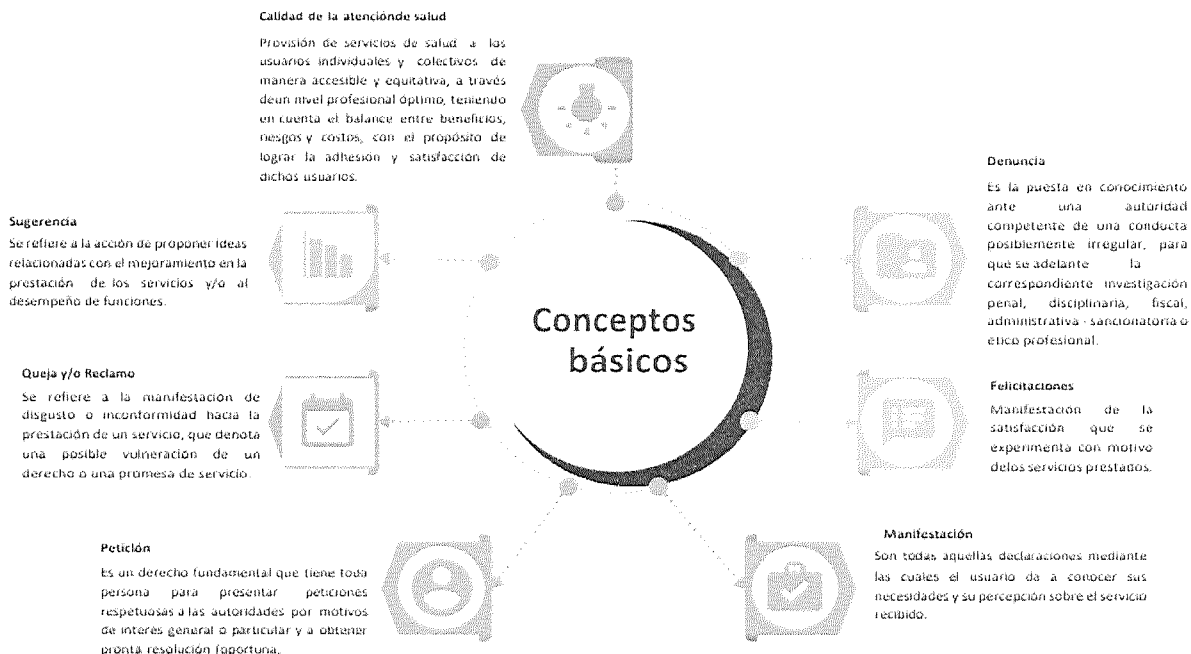 Calidad de la atenciónde salud
Provisión de servicios de salud a los
usuarios individuales y colectivos de
manera accesible y equitativa, a través
deun nivel profesional óptimo, teniendo
en cuenta el balance entre beneficios,
riesgos y costos, con el propósito de
lograr la adhesión y satisfacción de
dichos usuarios.
Denuncia
Es la puesta en conocimiento
ante una autoridad
competente de una conducta
posiblemente irregular, para
que se adelante la
correspondiente investigación
penal, disciplinaria, fiscal,
administrativa - sancionatoria o
etico profesional.
Sugerencia
Se refiere a la acción de proponer ideas
relacionadas con el mejoramiento en la
prestación de los servicios y/o al
desempeño de funciones.
Conceptos
básicos
Queja y/o Reclamo
Se refiere a la manifestación de
disgusto o inconformidad hacia la
prestación de un servicio, que denota
una posible vulneración de un
derecho o una promesa de servicio.
Felicitaciones
Manifestación de la
satisfacción que se
experimenta con motivo
delos servicios prestados.
Petición
Es un derecho fundamental que tiene toda
persona para presentar peticiones
respetuosas a las autoridades por motivos
de interés general o particular y a obtener
pronta resolución (oportuna.
Manifestación
Son todas aquellas declaraciones mediante
las cuales el usuario da a conocer sus
necesidades y su percepción sobre el servicio
recibido.